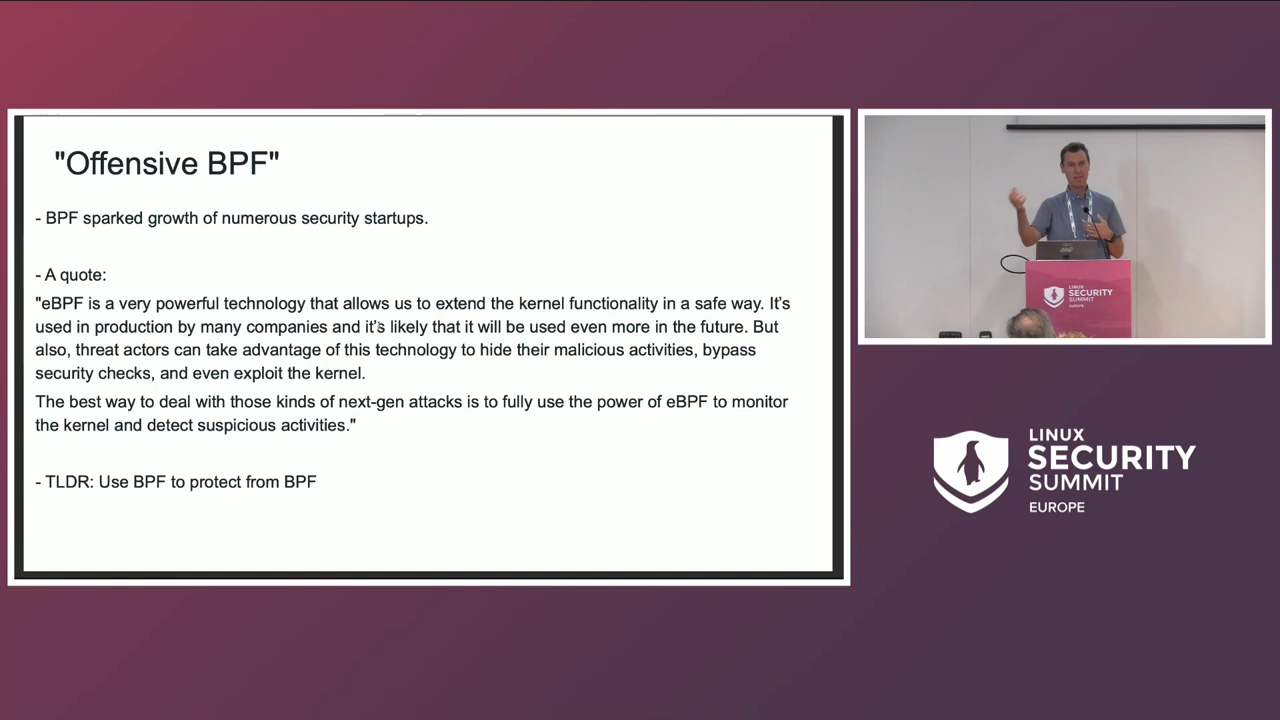 "Offensive BPF"
- BPF sparked growth of numerous security startups.
- A quote:
"eBPF is a very powerful technology that allows us to extend the kernel functionality in a safe way. It's
used in production by many companies and it's likely that it will be used even more in the future. But
also, threat actors can take advantage of this technology to hide their malicious activities, bypass
security checks, and even exploit the kernel.
The best way to deal with those kinds of next-gen attacks is to fully use the power of eBPF to monitor
the kernel and detect suspicious activities."
- TLDR: Use BPF to protect from BPF
LINUX
SECURITY
SUMMIT
EUROPE
LINUX
SECURITY
SUMMIT
EUROPE